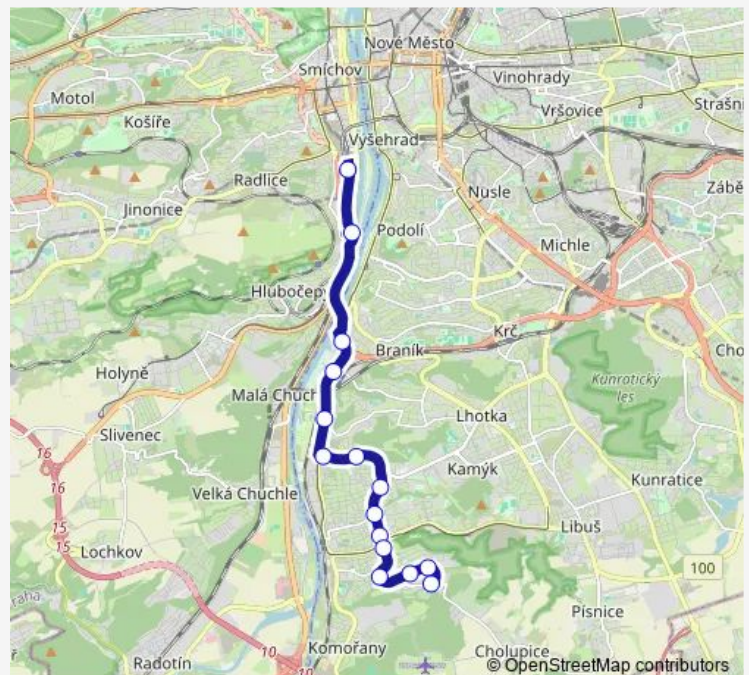 Nové Město
Smíchov
Vinohrady
Motol
Strašni
Košíře
Vršovice
Vyšehrad
Radlice
Nusle
Zábě
Jinonice
Podolí
Michle
Hlubočep
Krč
Braník
Cho
Holyně
Kunratický
les
Malá Chuch
Lhotka
Slivenec
16
Kamýk
16
Kunratice
Velká Chuchle
15
Libuš
15
Lochkov
100
raha
Písnice
Komořany
10
Cholupice
Radotín
10
© OpenStreetMap contributors